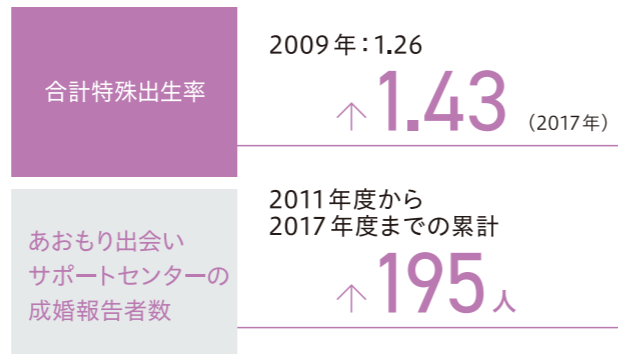 合計特殊出生率
2009年：1.26
↑1.43（2017年）
あおもり出会い
サポートセンターの
成婚報告者数
2011年度から
2017年度までの累計
↑195人